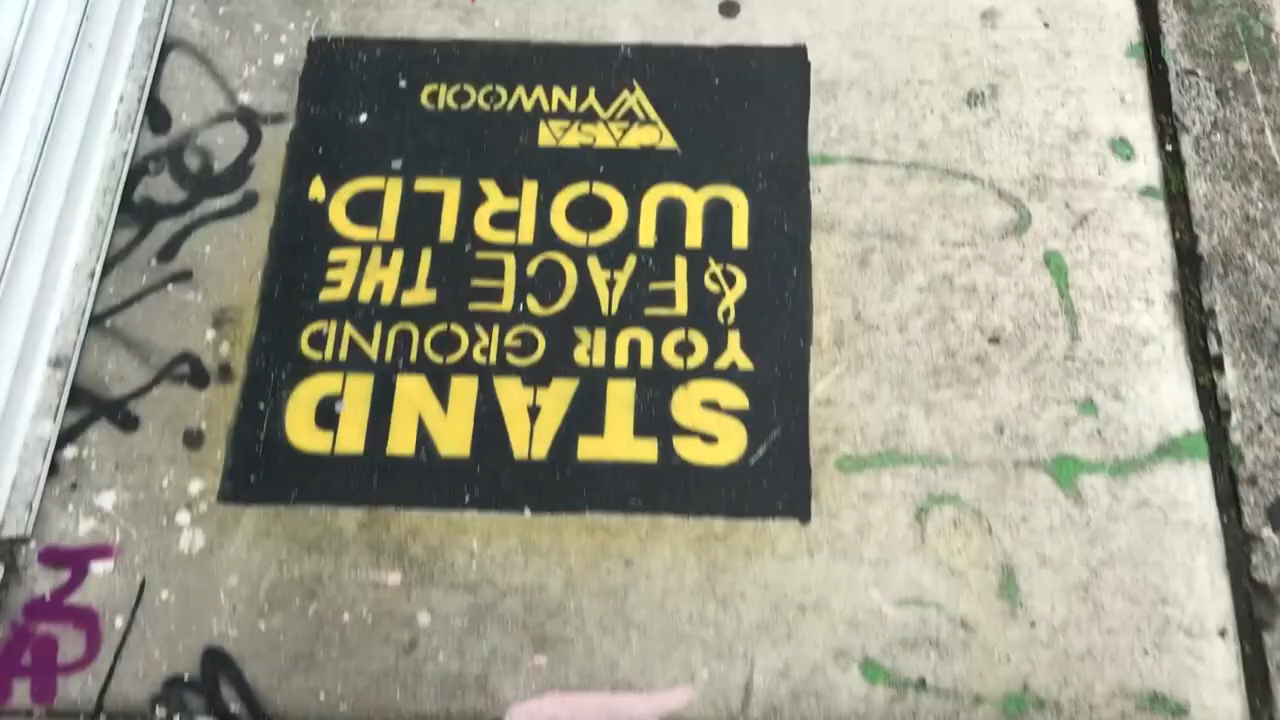 STAND
YOUR GROUND
& FACE THE
WORLD.
CASA
WYNWOOD